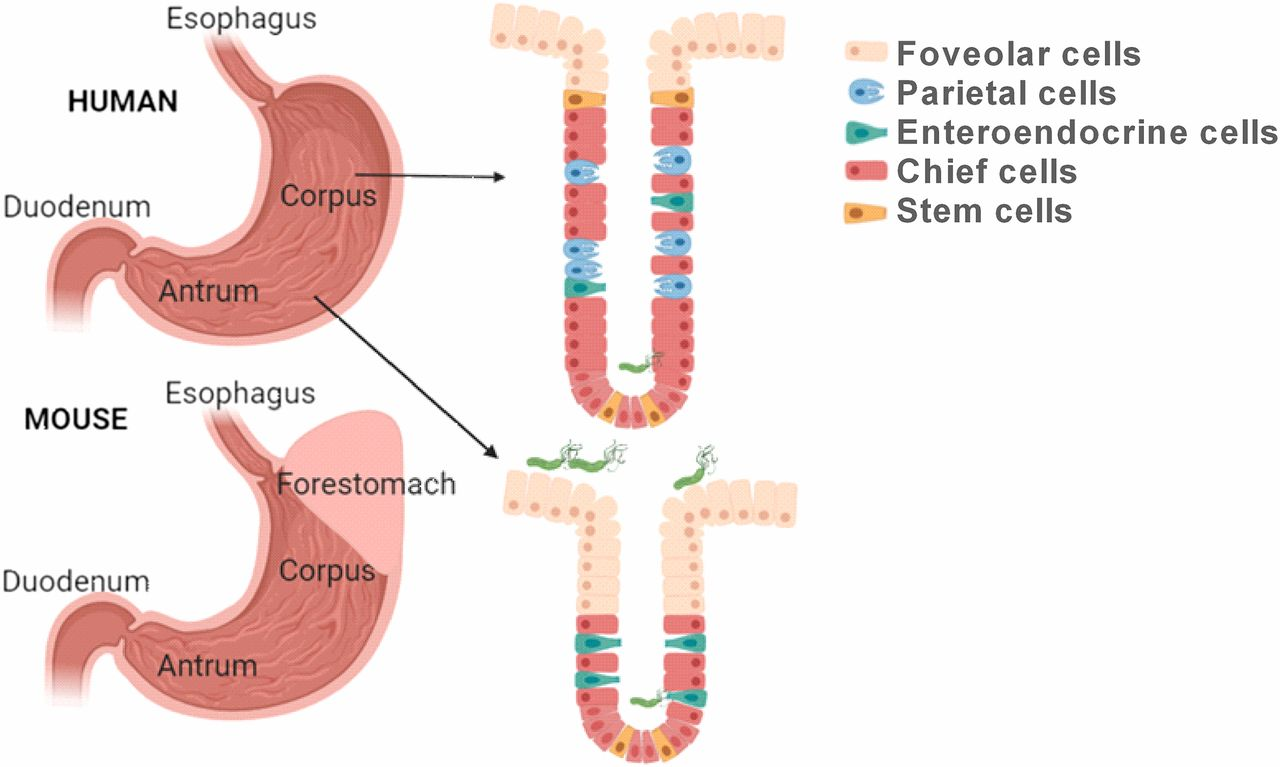 Esophagus
HUMAN
Corpus
Duodenum
Antrum
Esophagus
MOUSE
Forestomach
Corpus
Duodenum
Antrum
Foveolar cells
Parietal cells
Enteroendocrine cells
Chief cells
Stem cells